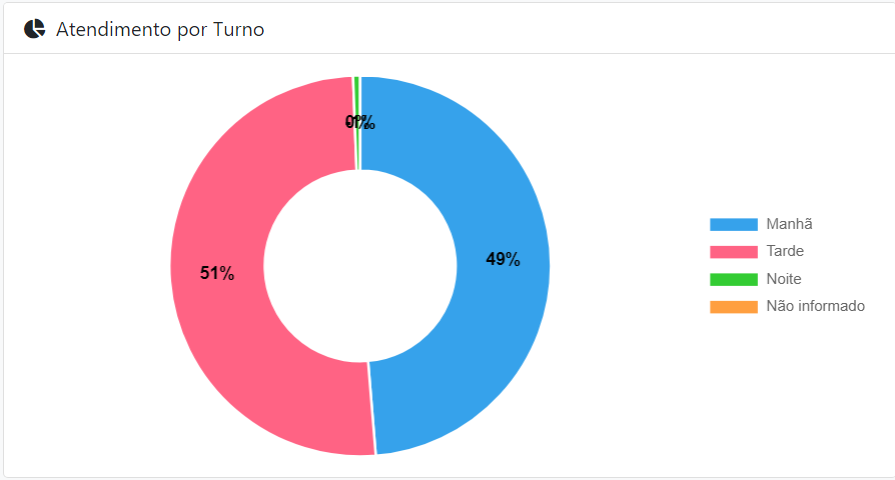 Atendimento por Turno
51%
49%
Manhã
Tarde
Noite
Não informado